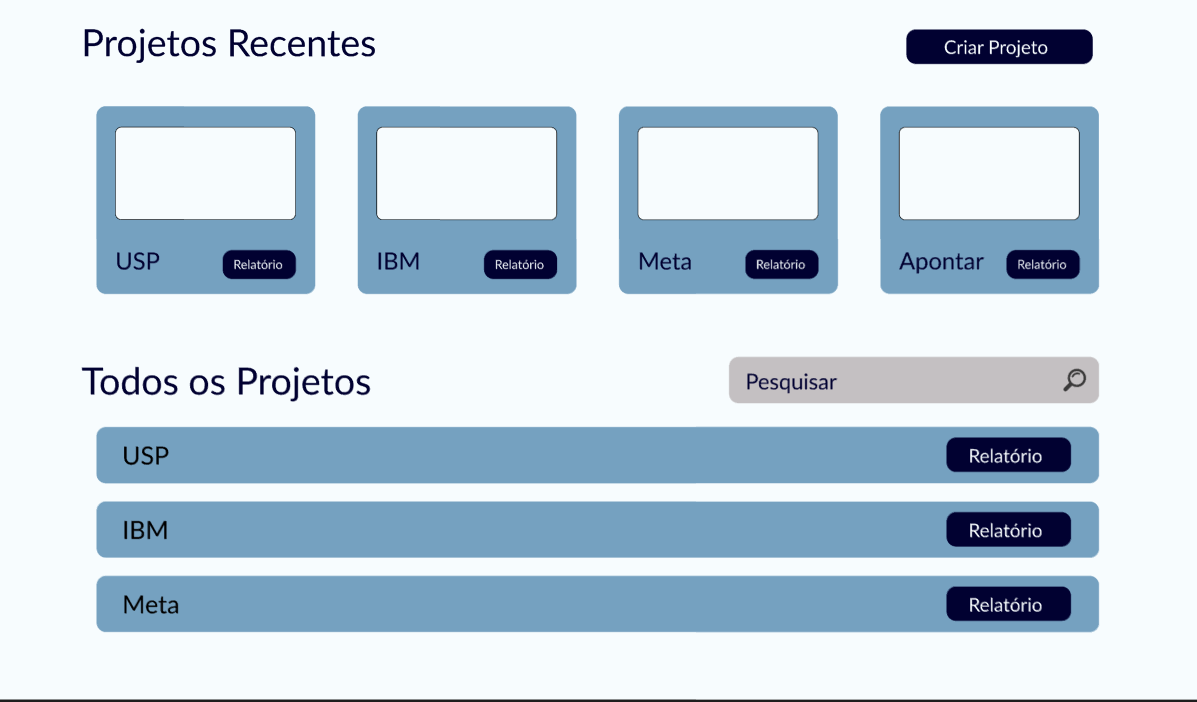 Projetos Recentes
Criar Projeto
USP
Relatório
IBM
Relatório
Meta
Relatório
Apontar
Relatório
Todos os Projetos
Pesquisar
USP
Relatório
IBM
Relatório
Meta
Relatório